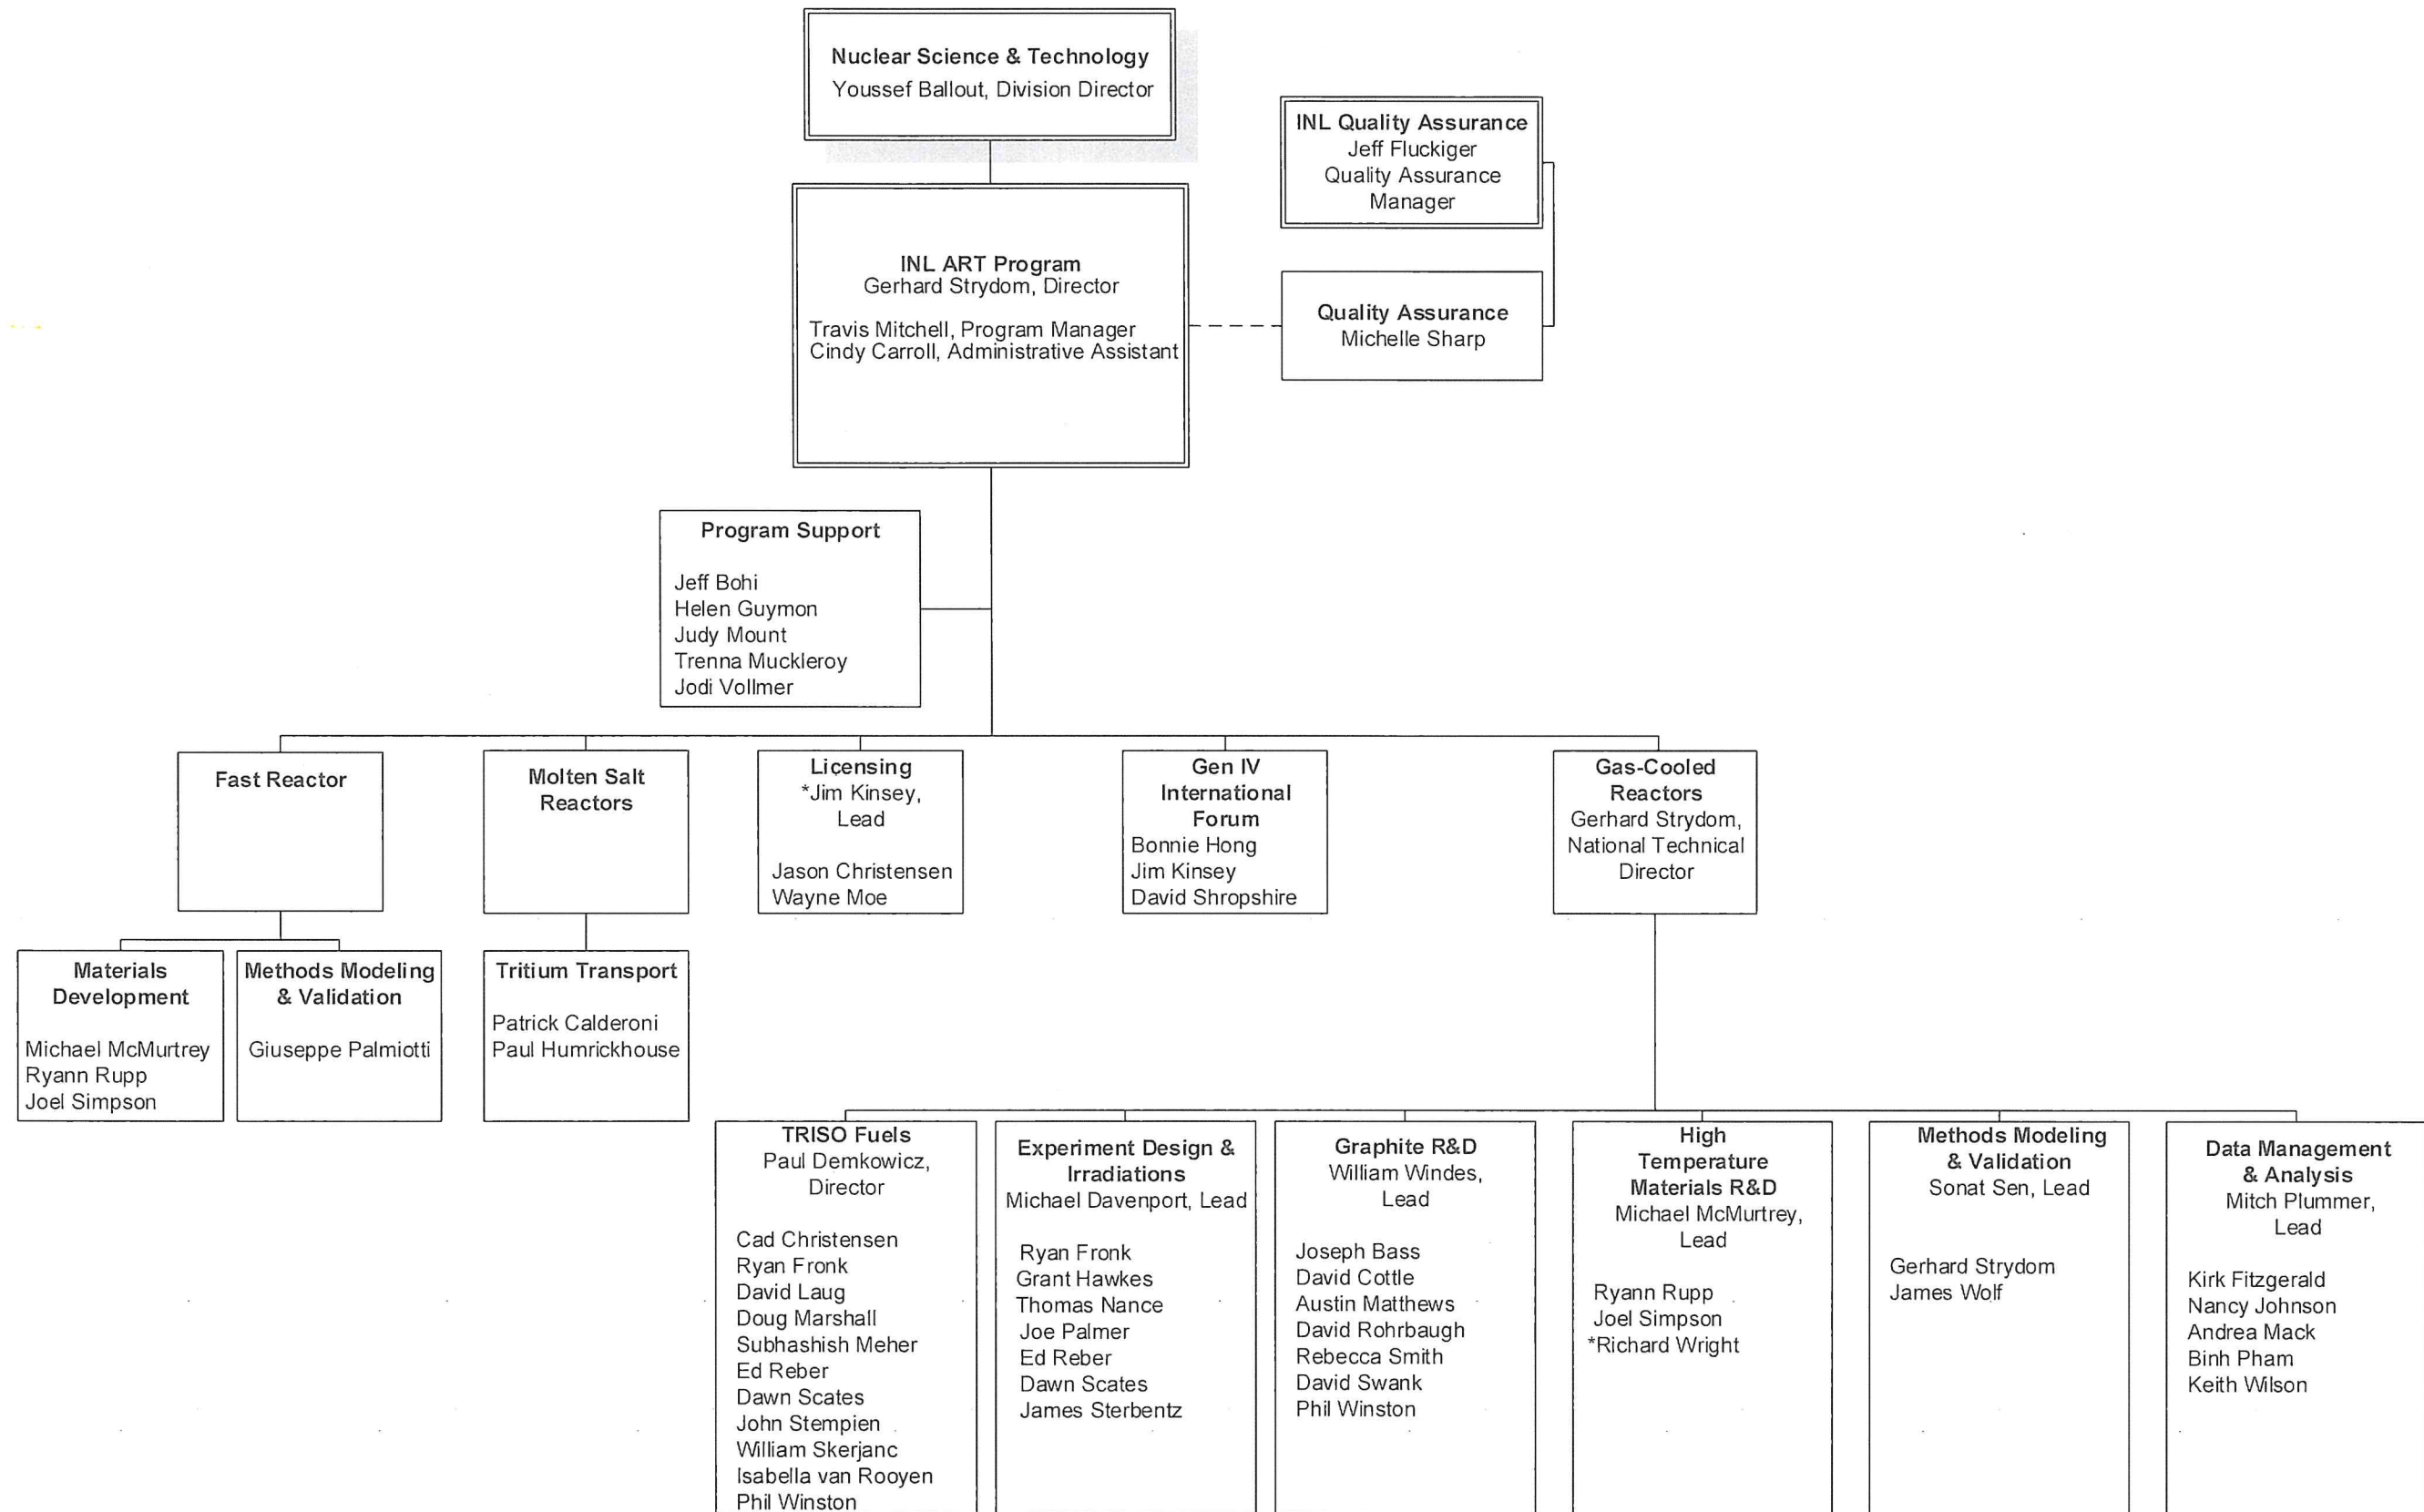 Nuclear Science & Technology
Youssef Ballout, Division Director
INL Quality Assurance
Jeff Fluckiger
Quality Assurance
Manager
INL ART Program
Gerhard Strydom, Director
Travis Mitchell, Program Manager
Cindy Carroll, Administrative Assistant
Quality Assurance
Michelle Sharp
Program Support
Jeff Bohi
Helen Guymon
Judy Mount
Trenna Muckleroy
Jodi Vollmer
Fast Reactor
Molten Salt
Reactors
Licensing
*Jim Kinsey,
Lead
Jason Christensen
Wayne Moe
Gen IV
International
Forum
Bonnie Hong
Jim Kinsey
David Shropshire
Gas-Cooled
Reactors
Gerhard Strydom,
National Technical
Director
Materials
Development
Michael McMurtrey
Ryann Rupp
Joel Simpson
Methods Modeling
& Validation
Giuseppe Palmiotti
Tritium Transport
Patrick Calderoni
Paul Humrickhouse
TRISO Fuels
Paul Demkowicz,
Director
Cad Christensen
Ryan Fronk
David Laug
Doug Marshall
Subhashish Meher
Ed Reber
Dawn Scates
John Stempien
William Skerjanc
Isabella van Rooyen
Phil Winston
Experiment Design &
Irradiations
Michael Davenport, Lead
Ryan Fronk
Grant Hawkes
Thomas Nance
Joe Palmer
Ed Reber
Dawn Scates
James Sterbentz
Graphite R&D
William Windes,
Lead
Joseph Bass
David Cottle
Austin Matthews
David Rohrbaugh
Rebecca Smith
David Swank
Phil Winston
High
Temperature
Materials R&D
Michael McMurtrey,
Lead
Ryann Rupp
Joel Simpson
*Richard Wright
Methods Modeling
& Validation
Sonat Sen, Lead
Gerhard Strydom
James Wolf
Data Management
& Analysis
Mitch Plummer,
Lead
Kirk Fitzgerald
Nancy Johnson
Andrea Mack
Binh Pham
Keith Wilson